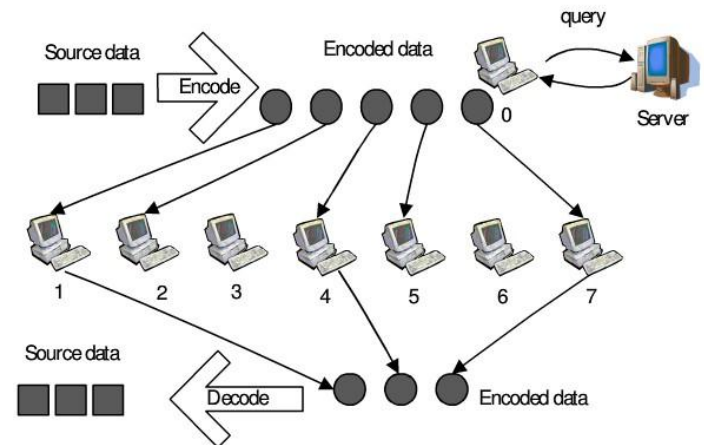 query
Source data
Encoded data
Encode
0
Server
1
2
3
4
5
6
7
Source data
Decode
Encoded data